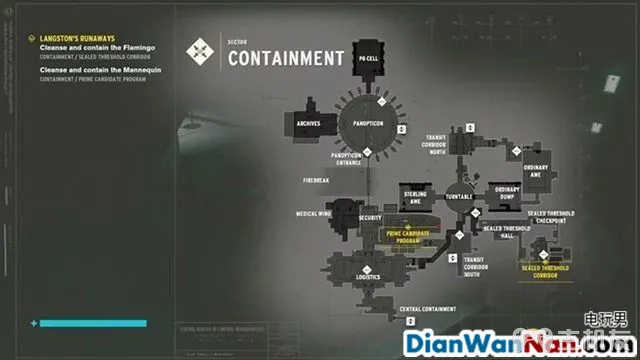 LANGSTON'S RUNAWAYS
Cleanse and contain the Flamingo
CONTAINMENT / SEALED THRESHOLD CORRIDOR
Cleanse and contain the Mannequin
CONTAINMENT / PRIME CANDIDATE PROGRAM
SECTOR
CONTAINMENT
P6 CELL
ARCHIVES
PANOPTICON
PANOPTICON
ENTRANCE
TRANSIT
CORRIDOR
NORTH
ORDINARY
AWE
FIREBREAK
STERLING
AWE
TURNTABLE
ORDINARY
DUMP
MEDICAL WING
SECURITY
PRIME CANDIDATE
PROGRAM
SEALED THRESHOLD
CHECKPOINT
SEALED THRESHOLD
HALL
LOGISTICS
TRANSIT
CORRIDOR
SOUTH
SEALED THRESHOLD
CORRIDOR
CENTRAL CONTAINMENT
FEDERAL BUREAU OF CONTROL HEADQUARTERS
电玩男
DianWanNan.com